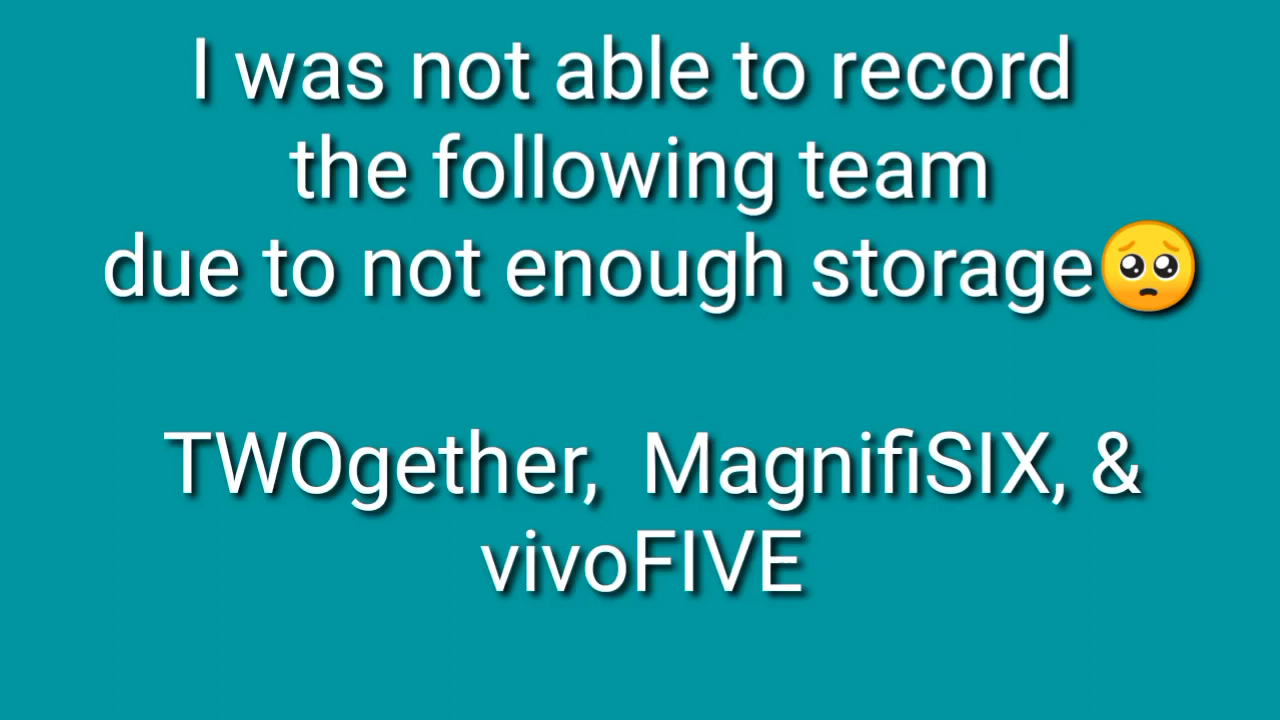 I was not able to record
the following team
due to not enough storage🥺
TWOgether, MagnifiSIX, &
vivoFIVE